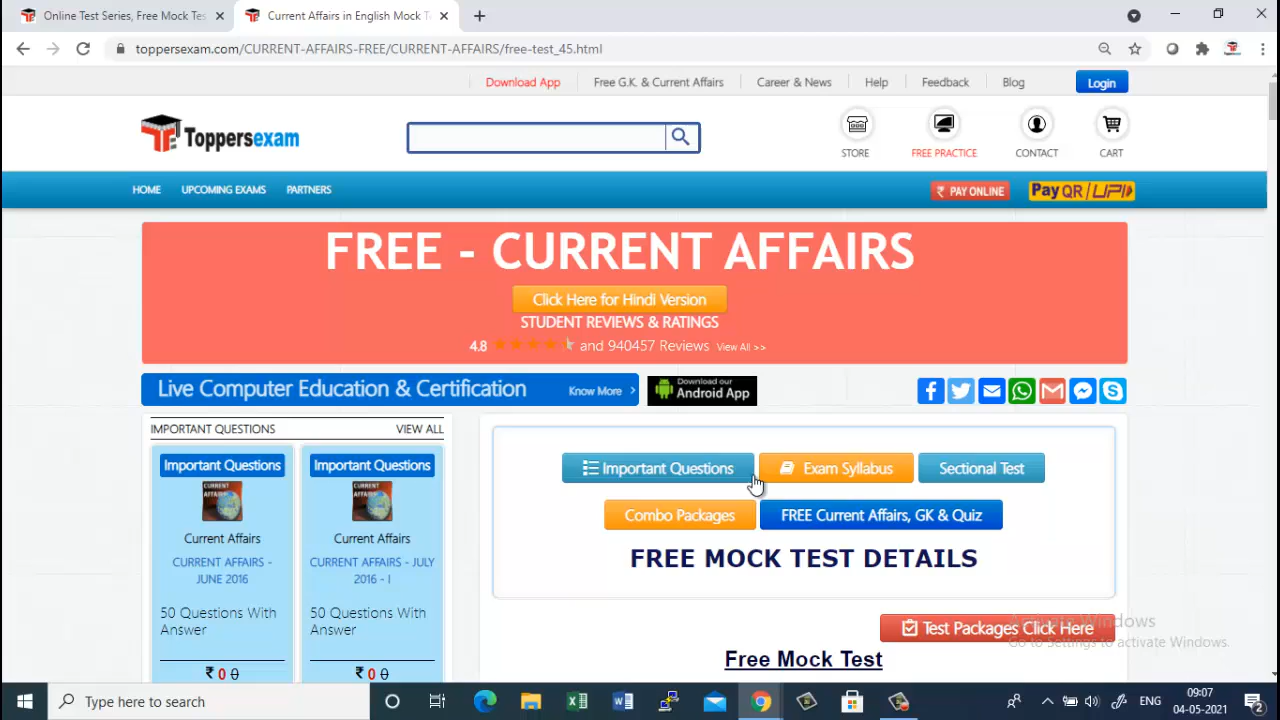 Online Test Series, Free Mock Tes
Current Affairs in English Mock T
toppersexam.com/CURRENT-AFFAIRS-FREE/CURRENT-AFFAIRS/free-test_45.html
Download App
Free G.K. & Current Affairs
Career & News
Help
Feedback
Blog
Login
Toppersexam
STORE
FREE PRACTICE
CONTACT
CART
HOME
UPCOMING EXAMS
PARTNERS
₹ PAY ONLINE
Pay QR / UPI
FREE - CURRENT AFFAIRS
Click Here for Hindi Version
STUDENT REVIEWS & RATINGS
4.8 and 940457 Reviews View All >>
Live Computer Education & Certification
Know More >
Download our
Android App
IMPORTANT QUESTIONS
VIEW ALL
Important Questions
CURRENT
AFFAIRS
Current Affairs
CURRENT AFFAIRS -
JUNE 2016
50 Questions With
Answer
₹ 0 0
Important Questions
CURRENT
AFFAIRS
Current Affairs
CURRENT AFFAIRS - JULY
2016 - I
50 Questions With
Answer
₹ 0 0
Important Questions
Exam Syllabus
Sectional Test
Combo Packages
FREE Current Affairs, GK & Quiz
FREE MOCK TEST DETAILS
Test Packages Click Here
Free Mock Test
Activate Windows
Go to Settings to activate Windows.
Type here to search
ENG
09:07
04-05-2021
2